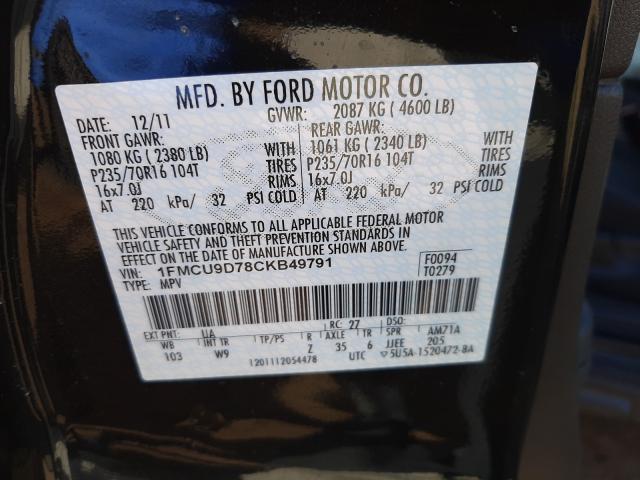 MFD. BY FORD MOTOR CO.
DATE: 12/11 GVWR: 2087 KG ( 4600 LB)
FRONT GAWR: REAR GAWR:
1080 KG ( 2380 LB) WITH 1061 KG ( 2340 LB) WITH
P235/70R16 104T TIRES P235/70R16 104T TIRES
16x7.0J RIMS 16x7.0J RIMS
AT 220 kPa/ 32 PSI COLD AT 220 kPa/ 32 PSI COLD
THIS VEHICLE CONFORMS TO ALL APPLICABLE FEDERAL MOTOR
VEHICLE SAFETY AND THEFT PREVENTION STANDARDS IN
EFFECT ON THE DATE OF MANUFACTURE SHOWN ABOVE.
VIN: 1FMCU9D78CKB49791 F0094
TYPE: MPV T0279
EXT PNT: UA RC: 27 DSO:
WB INT TR TP/PS R AXLE TR SPR AM71A
103 W9 Z 35 6 JJEE 205
1201112054478 UTC ▽5U5A-1520472-BA